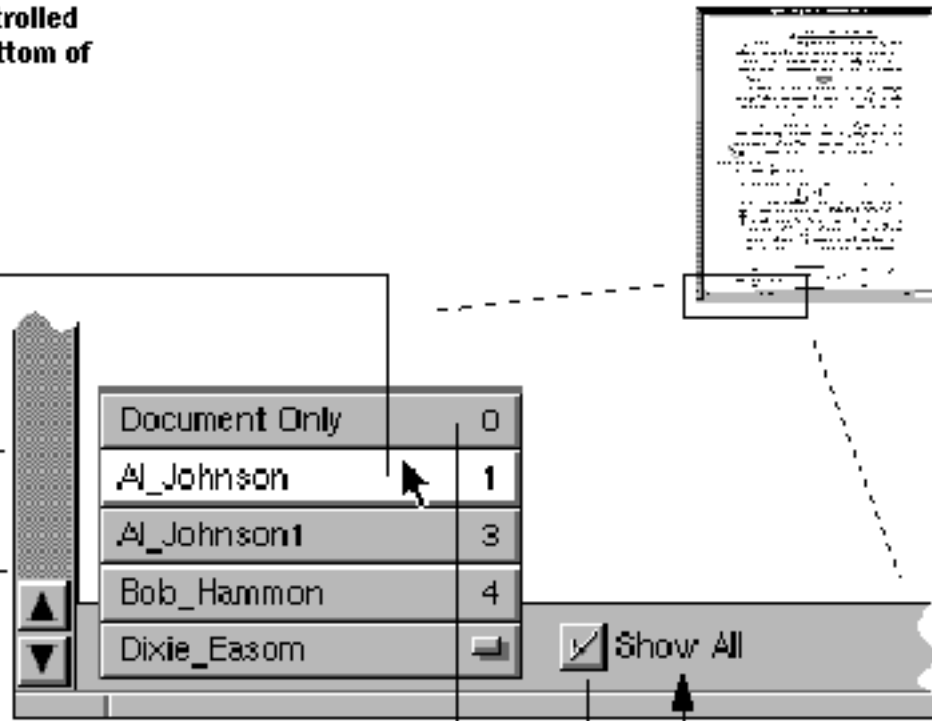 trolled
ttom of
Document Only 0
Al_Johnson 1
Al_Johnson1 3
Bob_Hammon 4
Dixie_Easom
Show All